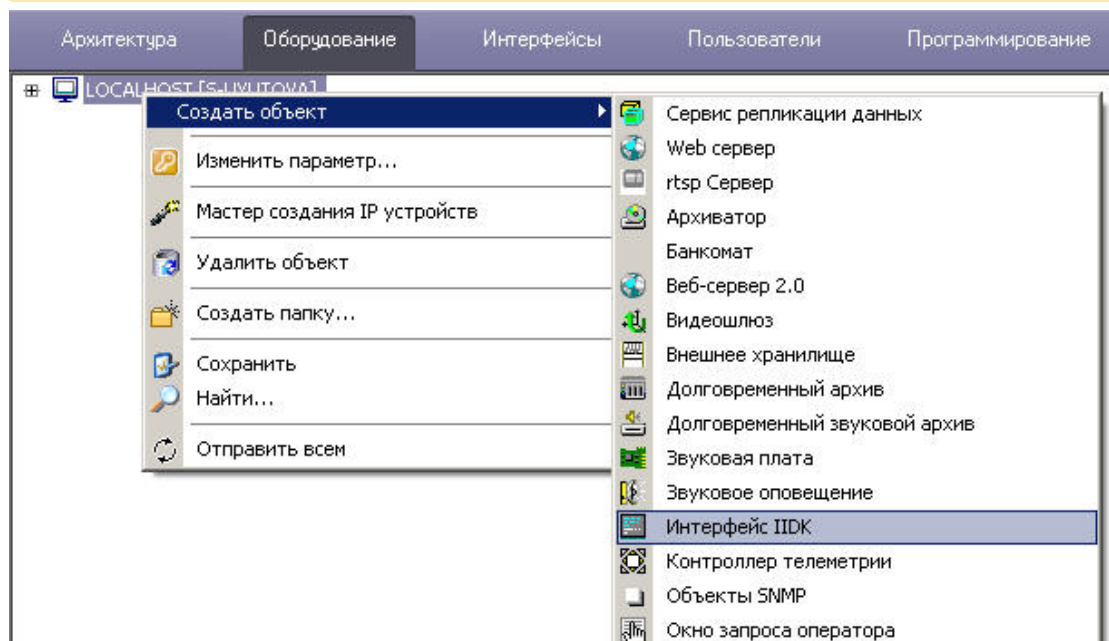 Архитектура Оборудование Интерфейсы Пользователи Программирование
LOCALHOST [S-LIYUTOVA]
Создать объект
Изменить параметр...
Мастер создания IP устройств
Удалить объект
Создать папку...
Сохранить
Найти...
Отправить всем
Сервис репликации данных
Web сервер
rtsp Сервер
Архиватор
Банкомат
Веб-сервер 2.0
Видеошлюз
Внешнее хранилище
Долговременный архив
Долговременный звуковой архив
Звуковая плата
Звуковое оповещение
Интерфейс IIDK
Контроллер телеметрии
Объекты SNMP
Окно запроса оператора